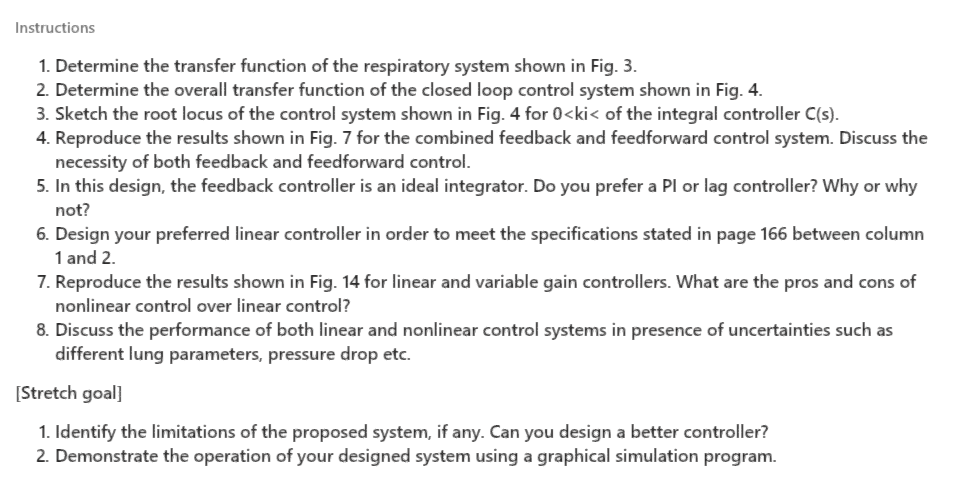 Instructions
1. Determine the transfer function of the respiratory system shown in Fig. 3.
2. Determine the overall transfer function of the closed loop control system shown in Fig. 4.
3. Sketch the root locus of the control system shown in Fig. 4 for 0<ki< of the integral controller C(s).
4. Reproduce the results shown in Fig. 7 for the combined feedback and feedforward control system. Discuss the
necessity of both feedback and feedforward control.
5. In this design, the feedback controller is an ideal integrator. Do you prefer a PI or lag controller? Why or why
not?
6. Design your preferred linear controller in order to meet the specifications stated in page 166 between column
1 and 2.
7. Reproduce the results shown in Fig. 14 for linear and variable gain controllers. What are the pros and cons of
nonlinear control over linear control?
8. Discuss the performance of both linear and nonlinear control systems in presence of uncertainties such as
different lung parameters, pressure drop etc.
[Stretch goal]
1. Identify the limitations of the proposed system, if any. Can you design a better controller?
2. Demonstrate the operation of your designed system using a graphical simulation program.